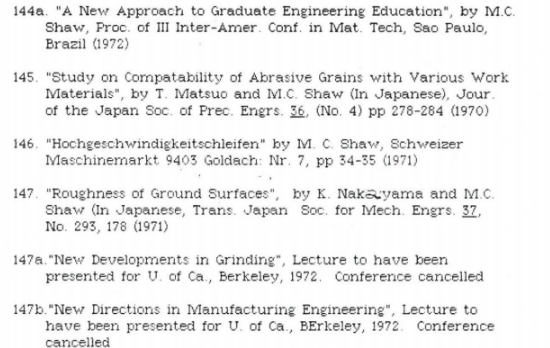 144a. "A New Approach to Graduate Engineering Education", by M.C.
Shaw, Proc. of III Inter-Amer. Conf. in Mat. Tech, Sao Paulo,
Brazil (1972)
145. "Study on Compatability of Abrasive Grains with Various Work
Materials", by T. Matsuo and M.C. Shaw (In Japanese), Jour.
of the Japan Soc. of Prec. Engrs. 36, (No. 4) pp 278-284 (1970)
146. "Hochgeschwindigkeitschleifen" by M. C. Shaw, Schweizer
Maschinemarkt 9403 Goldach: Nr. 7, pp 34-35 (1971)
147. "Roughness of Ground Surfaces", by K. Nakayama and M.C.
Shaw (In Japanese, Trans. Japan Soc. for Mech. Engrs. 37,
No. 293, 178 (1971)
147a."New Developments in Grinding", Lecture to have been
presented for U. of Ca., Berkeley, 1972. Conference cancelled
147b."New Directions in Manufacturing Engineering", Lecture to
have been presented for U. of Ca., BErkeley, 1972. Conference
cancelled